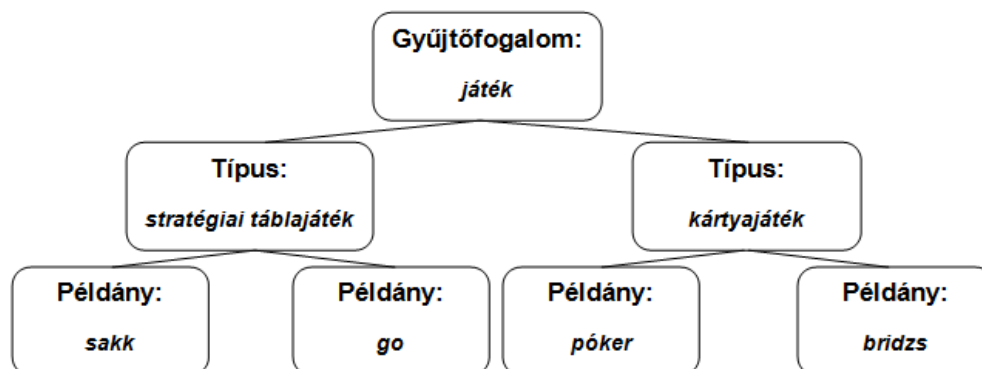 Gyűjtőfogalom:
játék
Típus:
stratégiai táblajáték
Típus:
kártyajáték
Példány:
sakk
Példány:
go
Példány:
póker
Példány:
bridzs